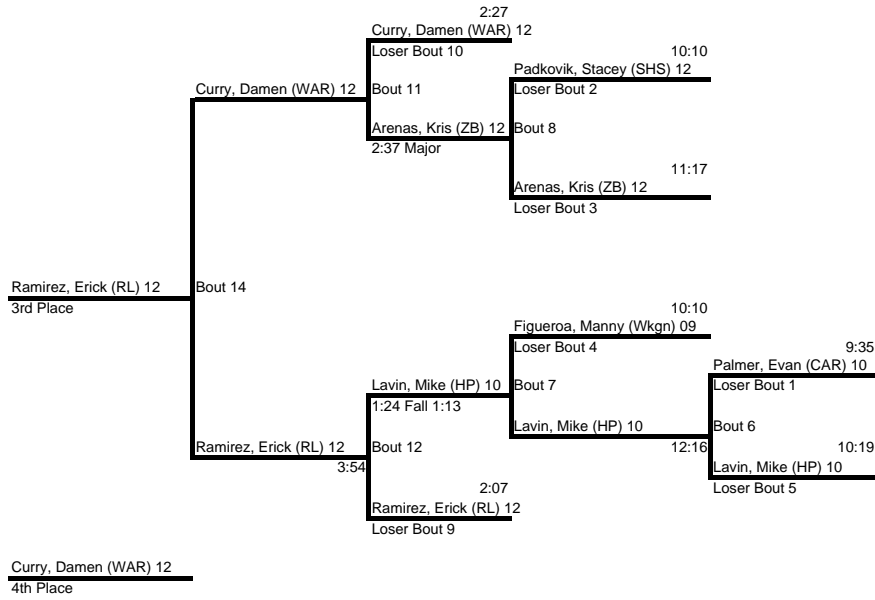 2:27
Curry, Damen (WAR) 12
Loser Bout 10
10:10
Padkovik, Stacey (SHS) 12
Curry, Damen (WAR) 12
Bout 11
Loser Bout 2
Arenas, Kris (ZB) 12
Bout 8
2:37 Major
11:17
Arenas, Kris (ZB) 12
Loser Bout 3
Ramirez, Erick (RL) 12
Bout 14
3rd Place
10:10
Figueroa, Manny (Wkgn) 09
Loser Bout 4
9:35
Palmer, Evan (CAR) 10
Lavin, Mike (HP) 10
Bout 7
Loser Bout 1
1:24 Fall 1:13
Lavin, Mike (HP) 10
Bout 6
Ramirez, Erick (RL) 12
Bout 12
12:16
10:19
3:54
Lavin, Mike (HP) 10
2:07
Loser Bout 5
Ramirez, Erick (RL) 12
Loser Bout 9
Curry, Damen (WAR) 12
4th Place